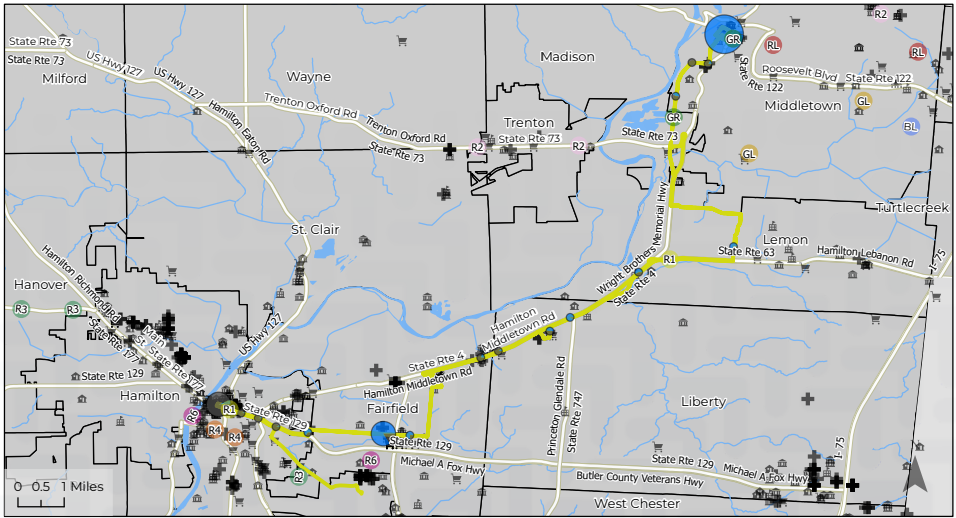 R2
GR
RL
RL
State Rte 73
State Rte 73
US Hwy 127
Milford
US Hwy 127
Wayne
Madison
State Rte 122
Roosevelt Blvd
State Rte 122
Middletown
GL
BL
Trenton Oxford Rd
Hamilton Eaton Rd
Trenton Oxford Rd
State Rte 73
Trenton
State Rte 73
State Rte 73
GR
R2
R2
GL
Turtlecreek
St. Clair
Wright Brothers Memorial Hwy
State Rte 4
Lemon
State Rte 63
Hamilton Lebanon Rd
R1
I-75
Hanover
R3
R3
Hamilton Richmond Rd
Main St
State Rte 177
State Rte 177
US Hwy 127
Hamilton Middletown Rd
State Rte 4
Hamilton Middletown Rd
State Rte 129
Hamilton
R1
State Rte 129
R6
R4
R4
Fairfield
State Rte 129
R6
R3
Princeton Glendale Rd
State Rte 747
Liberty
I-75
Michael A Fox Hwy
State Rte 129
Michael A Fox Hwy
Butler County Veterans Hwy
West Chester
0 0.5 1 Miles